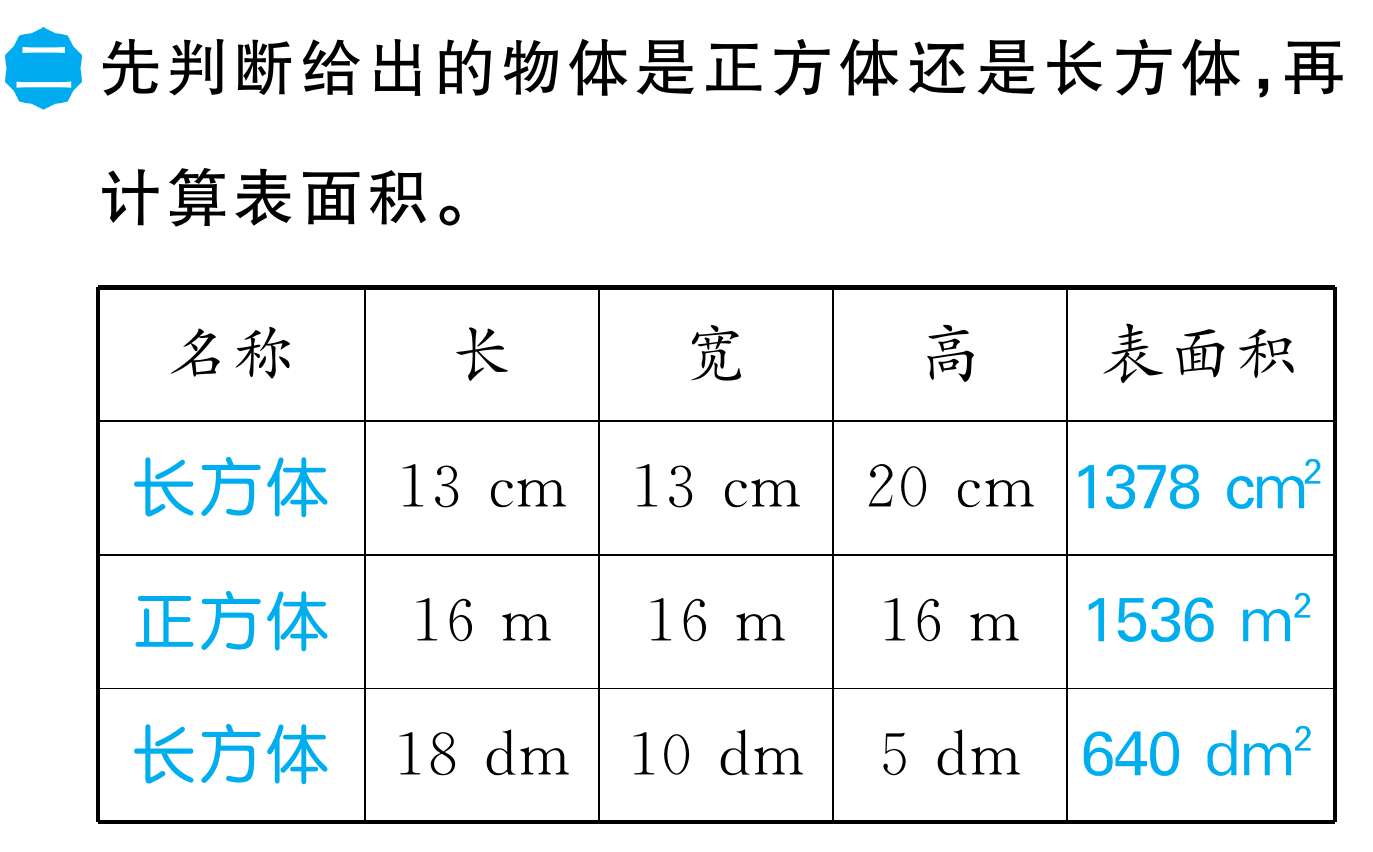 二 先判断给出的物体是正方体还是长方体,再
计算表面积。
名称 长 宽 高 表面积
长方体 13 cm 13 cm 20 cm 1378 cm²
正方体 16 m 16 m 16 m 1536 m²
长方体 18 dm 10 dm 5 dm 640 dm²